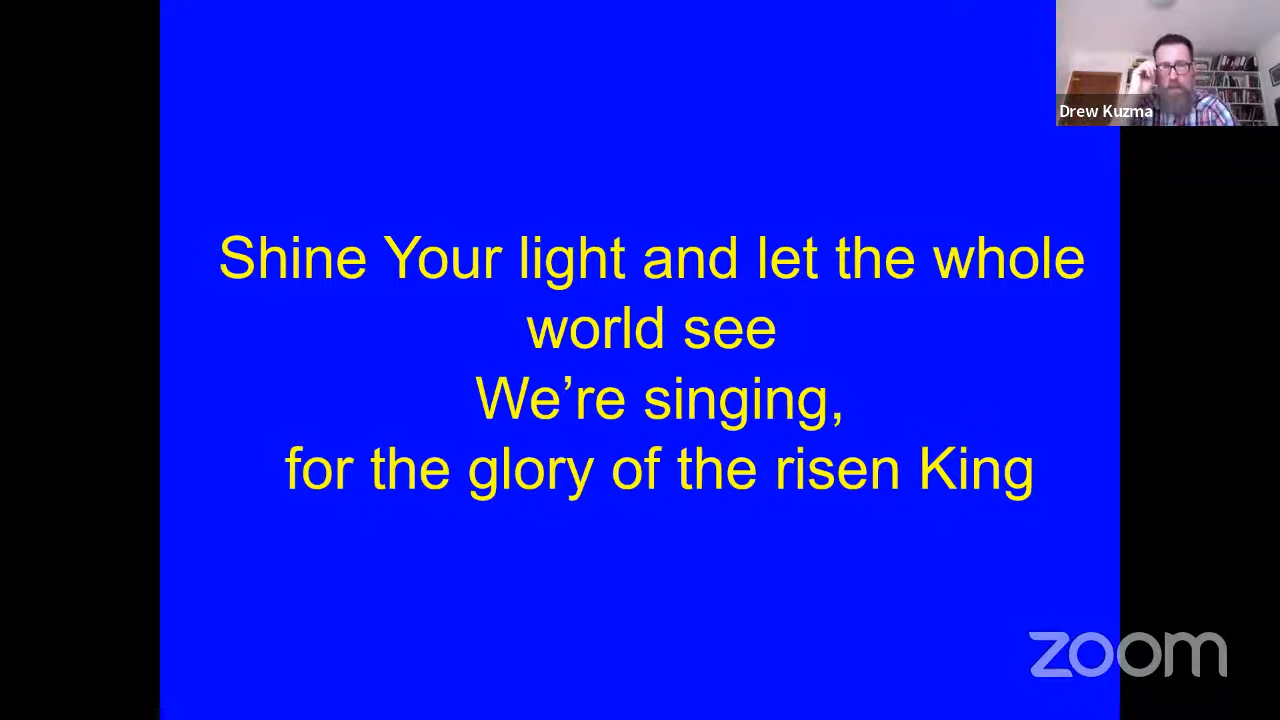 Drew Kuzma
Shine Your light and let the whole
world see
We’re singing,
for the glory of the risen King
zoom